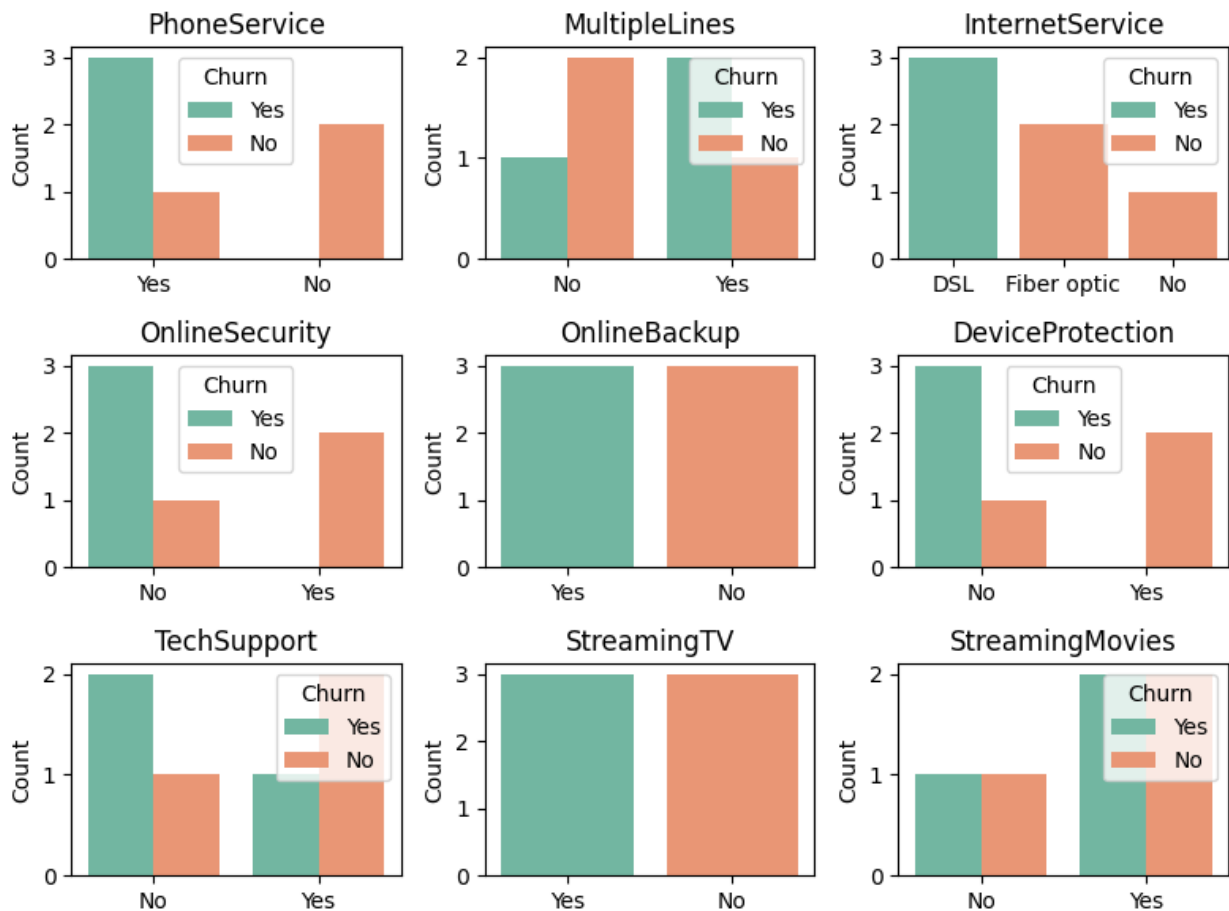 PhoneService
MultipleLines
InternetService
Count
3
2
1
0
Churn
Yes
No
Yes
No
Count
2
1
0
Churn
Yes
No
No
Yes
Count
3
2
1
0
Churn
Yes
No
DSL
Fiber optic
No
OnlineSecurity
OnlineBackup
DeviceProtection
Count
3
2
1
0
Churn
Yes
No
No
Yes
Count
3
2
1
0
Yes
No
Count
3
2
1
0
Churn
Yes
No
No
Yes
TechSupport
StreamingTV
StreamingMovies
Count
2
1
0
Churn
Yes
No
No
Yes
Count
3
2
1
0
Yes
No
Count
2
1
0
Churn
Yes
No
No
Yes